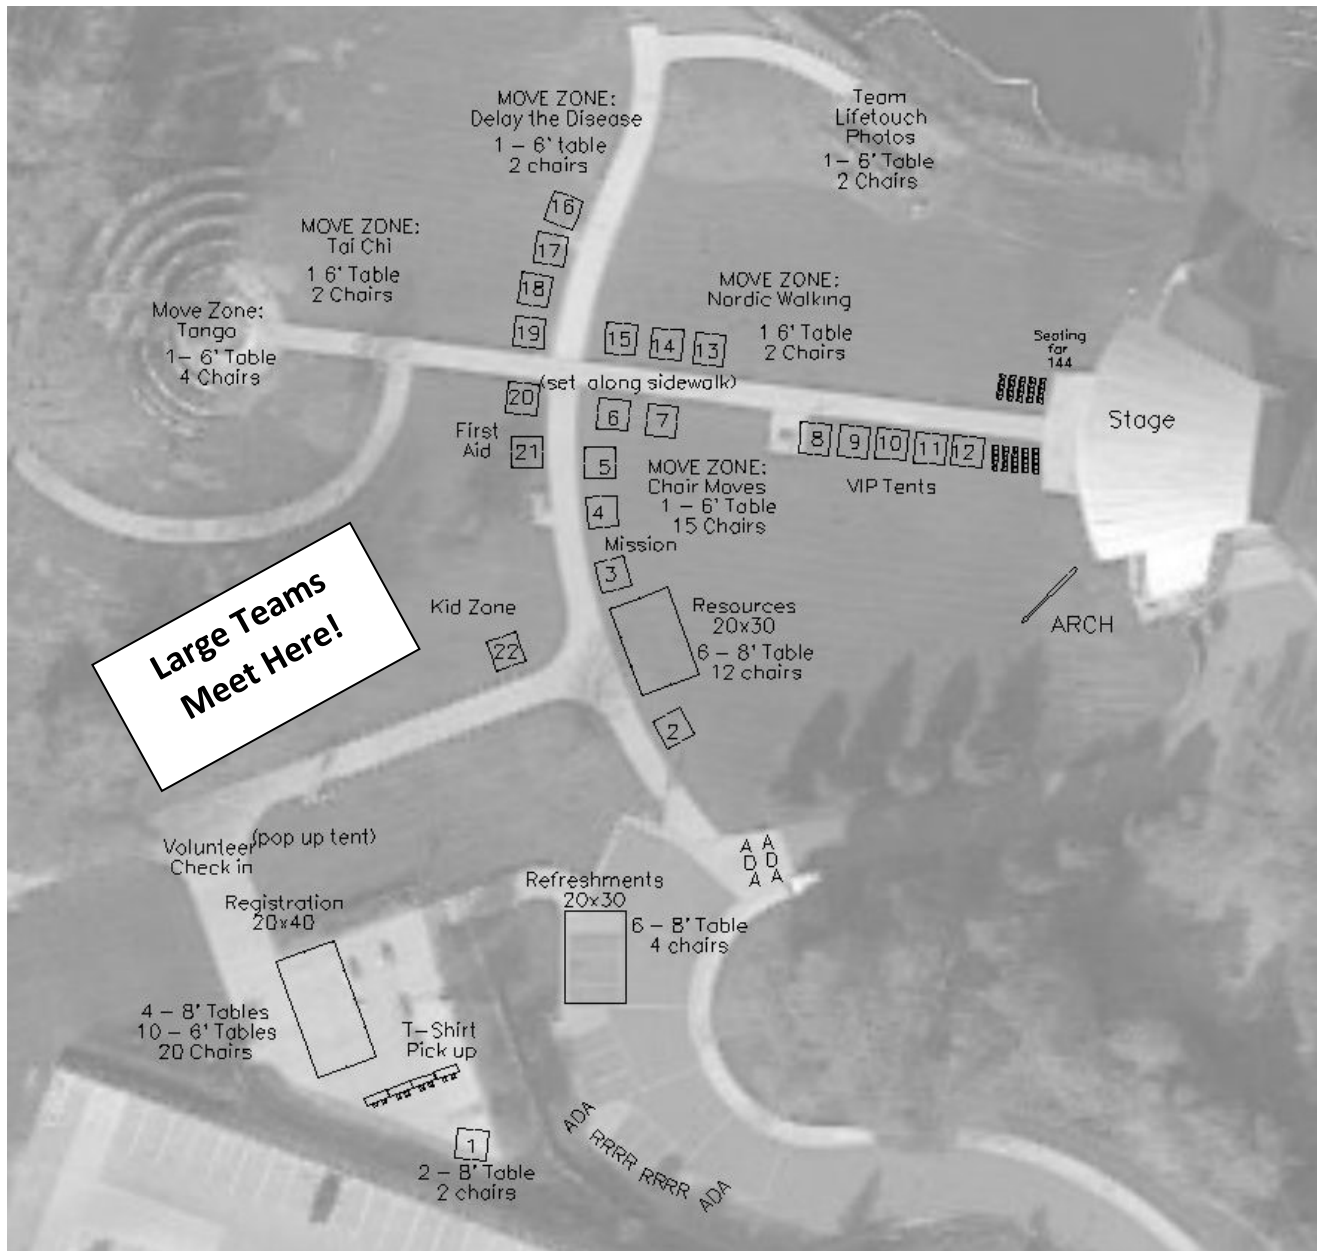 MOVE ZONE:
Delay the Disease
1 - 6' table
2 chairs
Team
Lifetouch
Photos
1 - 6' Table
2 Chairs
16
17
18
19
MOVE ZONE:
Tai Chi
1 6' Table
2 Chairs
Move Zone:
Tango
1- 6' Table
4 Chairs
MOVE ZONE:
Nordic Walking
1 6' Table
2 Chairs
15
14
13
(set along sidewalk)
Seating
for
144
Stage
20
21
First
Aid
6
7
8
9
10
11
12
VIP Tents
5
4
MOVE ZONE:
Chair Moves
1 - 6' Table
15 Chairs
Mission
3
Large Teams
Meet Here!
Kid Zone
22
Resources
20x30
6 - 8' Table
12 chairs
ARCH
2
Volunteer
Check in
(pop up tent)
ADA
ADA
Registration
20x40
4 - 8' Tables
10 - 6' Tables
20 Chairs
Refreshments
20x30
6 - 8' Table
4 chairs
T-Shirt
Pick up
1
2 - 8' Table
2 chairs
ADA
RRRR RRRR
ADA